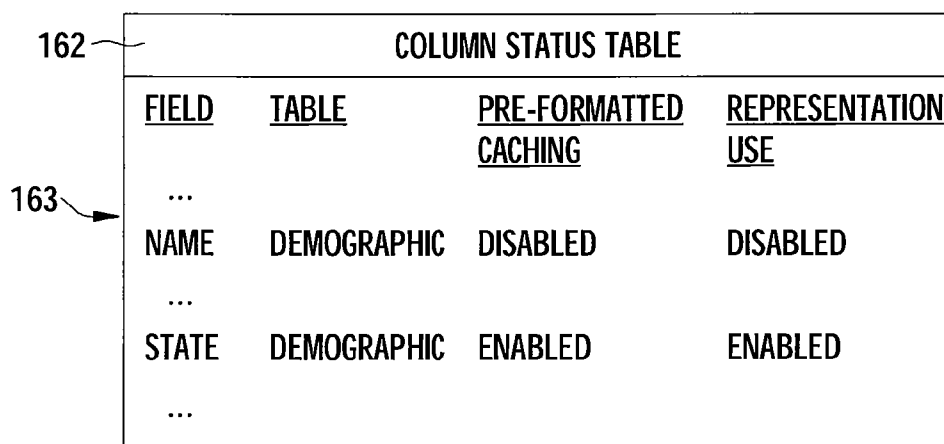 162 COLUMN STATUS TABLE
FIELD TABLE PRE-FORMATTED REPRESENTATION
CACHING USE
...
163
NAME DEMOGRAPHIC DISABLED DISABLED
...
STATE DEMOGRAPHIC ENABLED ENABLED
...